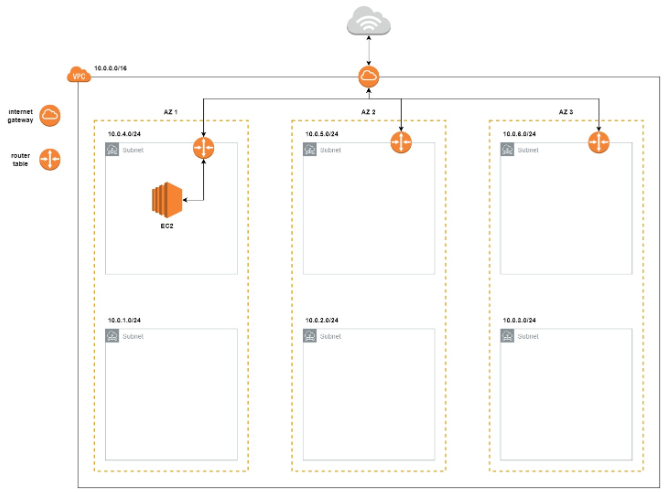 10.0.0.0/16
VPC
internet
gateway
AZ 1
AZ 2
AZ 3
10.0.4.0/24
10.0.5.0/24
10.0.6.0/24
Subnet
Subnet
Subnet
router
table
EC2
10.0.1.0/24
10.0.2.0/24
10.0.3.0/24
Subnet
Subnet
Subnet